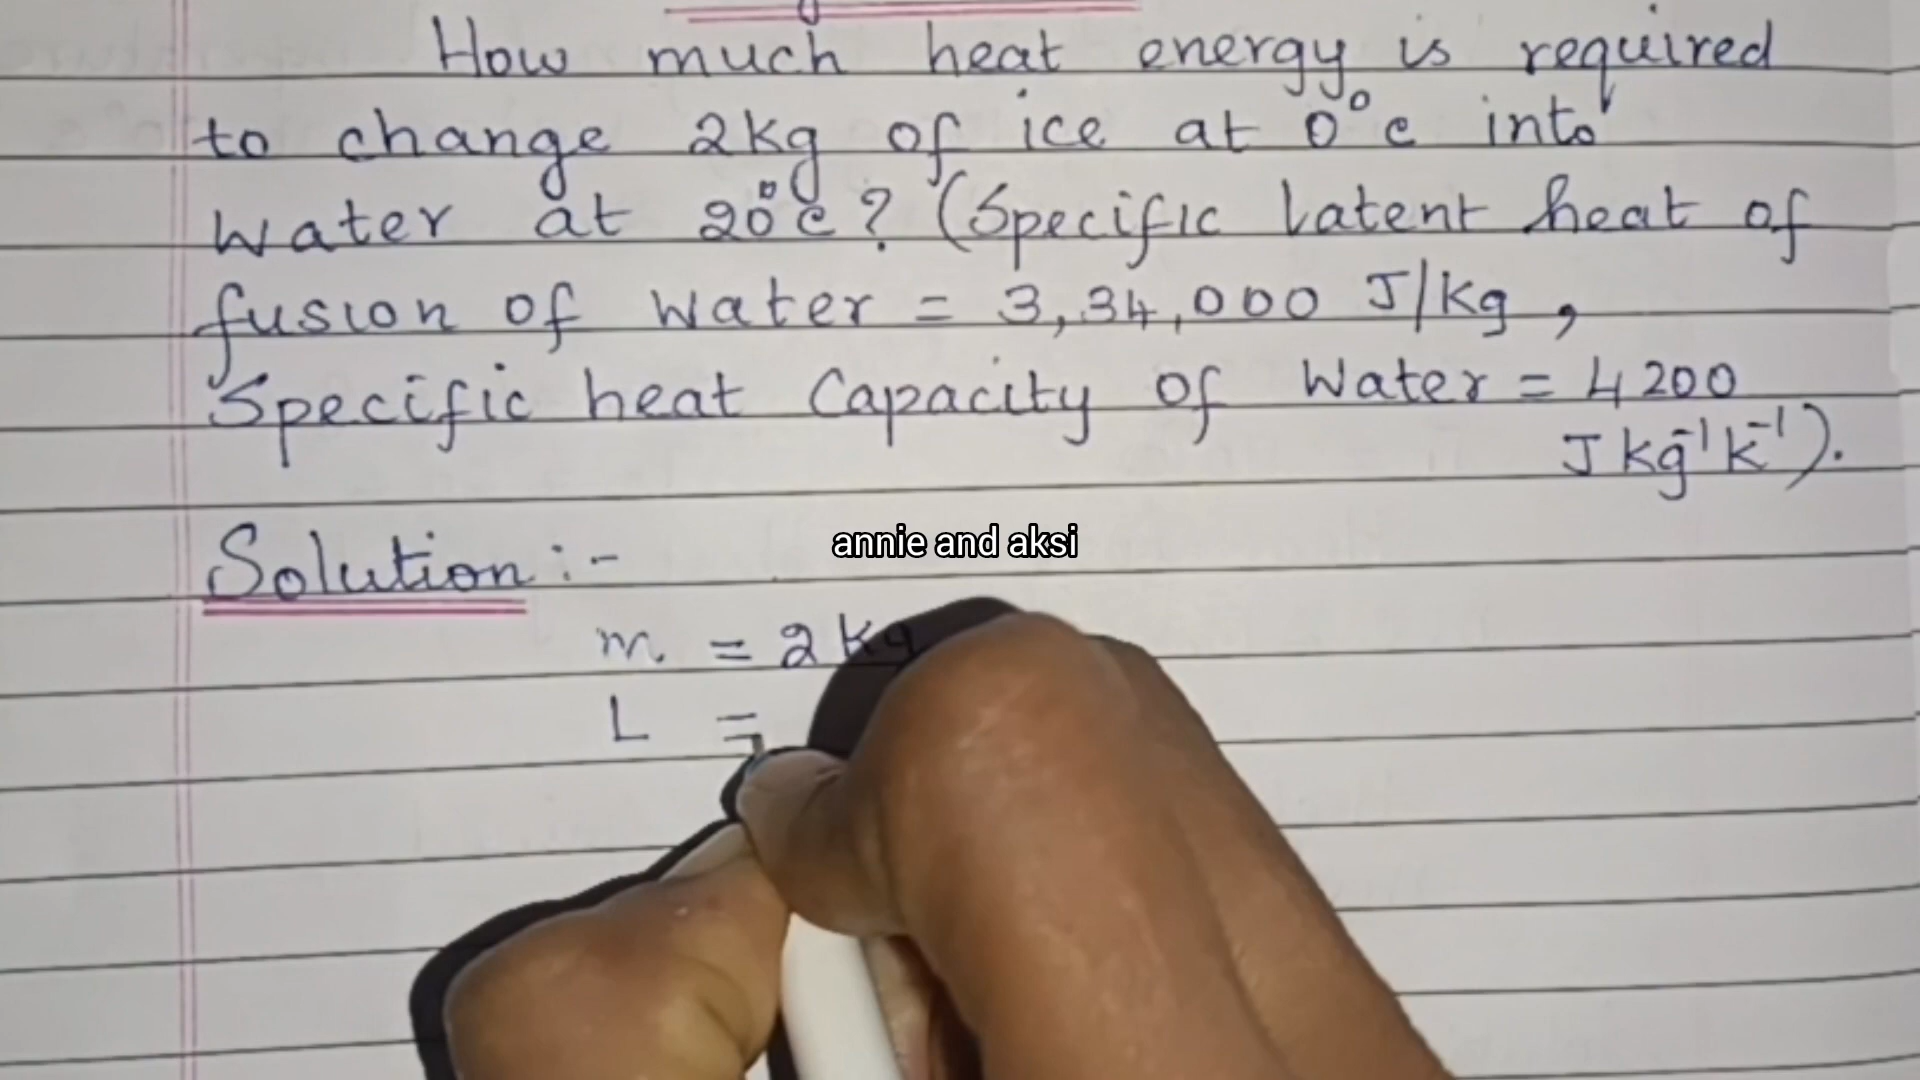 How much heat energy is required
to change 2kg of ice at 0°c into
water at 20°c? (Specific latent heat of
fusion of water = 3,34,000 J/kg,
Specific heat Capacity of Water = 4200
J kg⁻¹ k⁻¹).
annie and aksi
Solution :-
m = 2 kg
L =